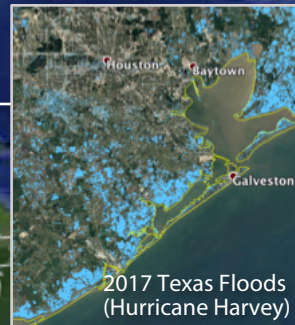 Houston
Baytown
Galveston
2017 Texas Floods
(Hurricane Harvey)